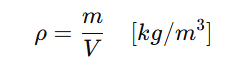 ρ = m/V [kg/m³]